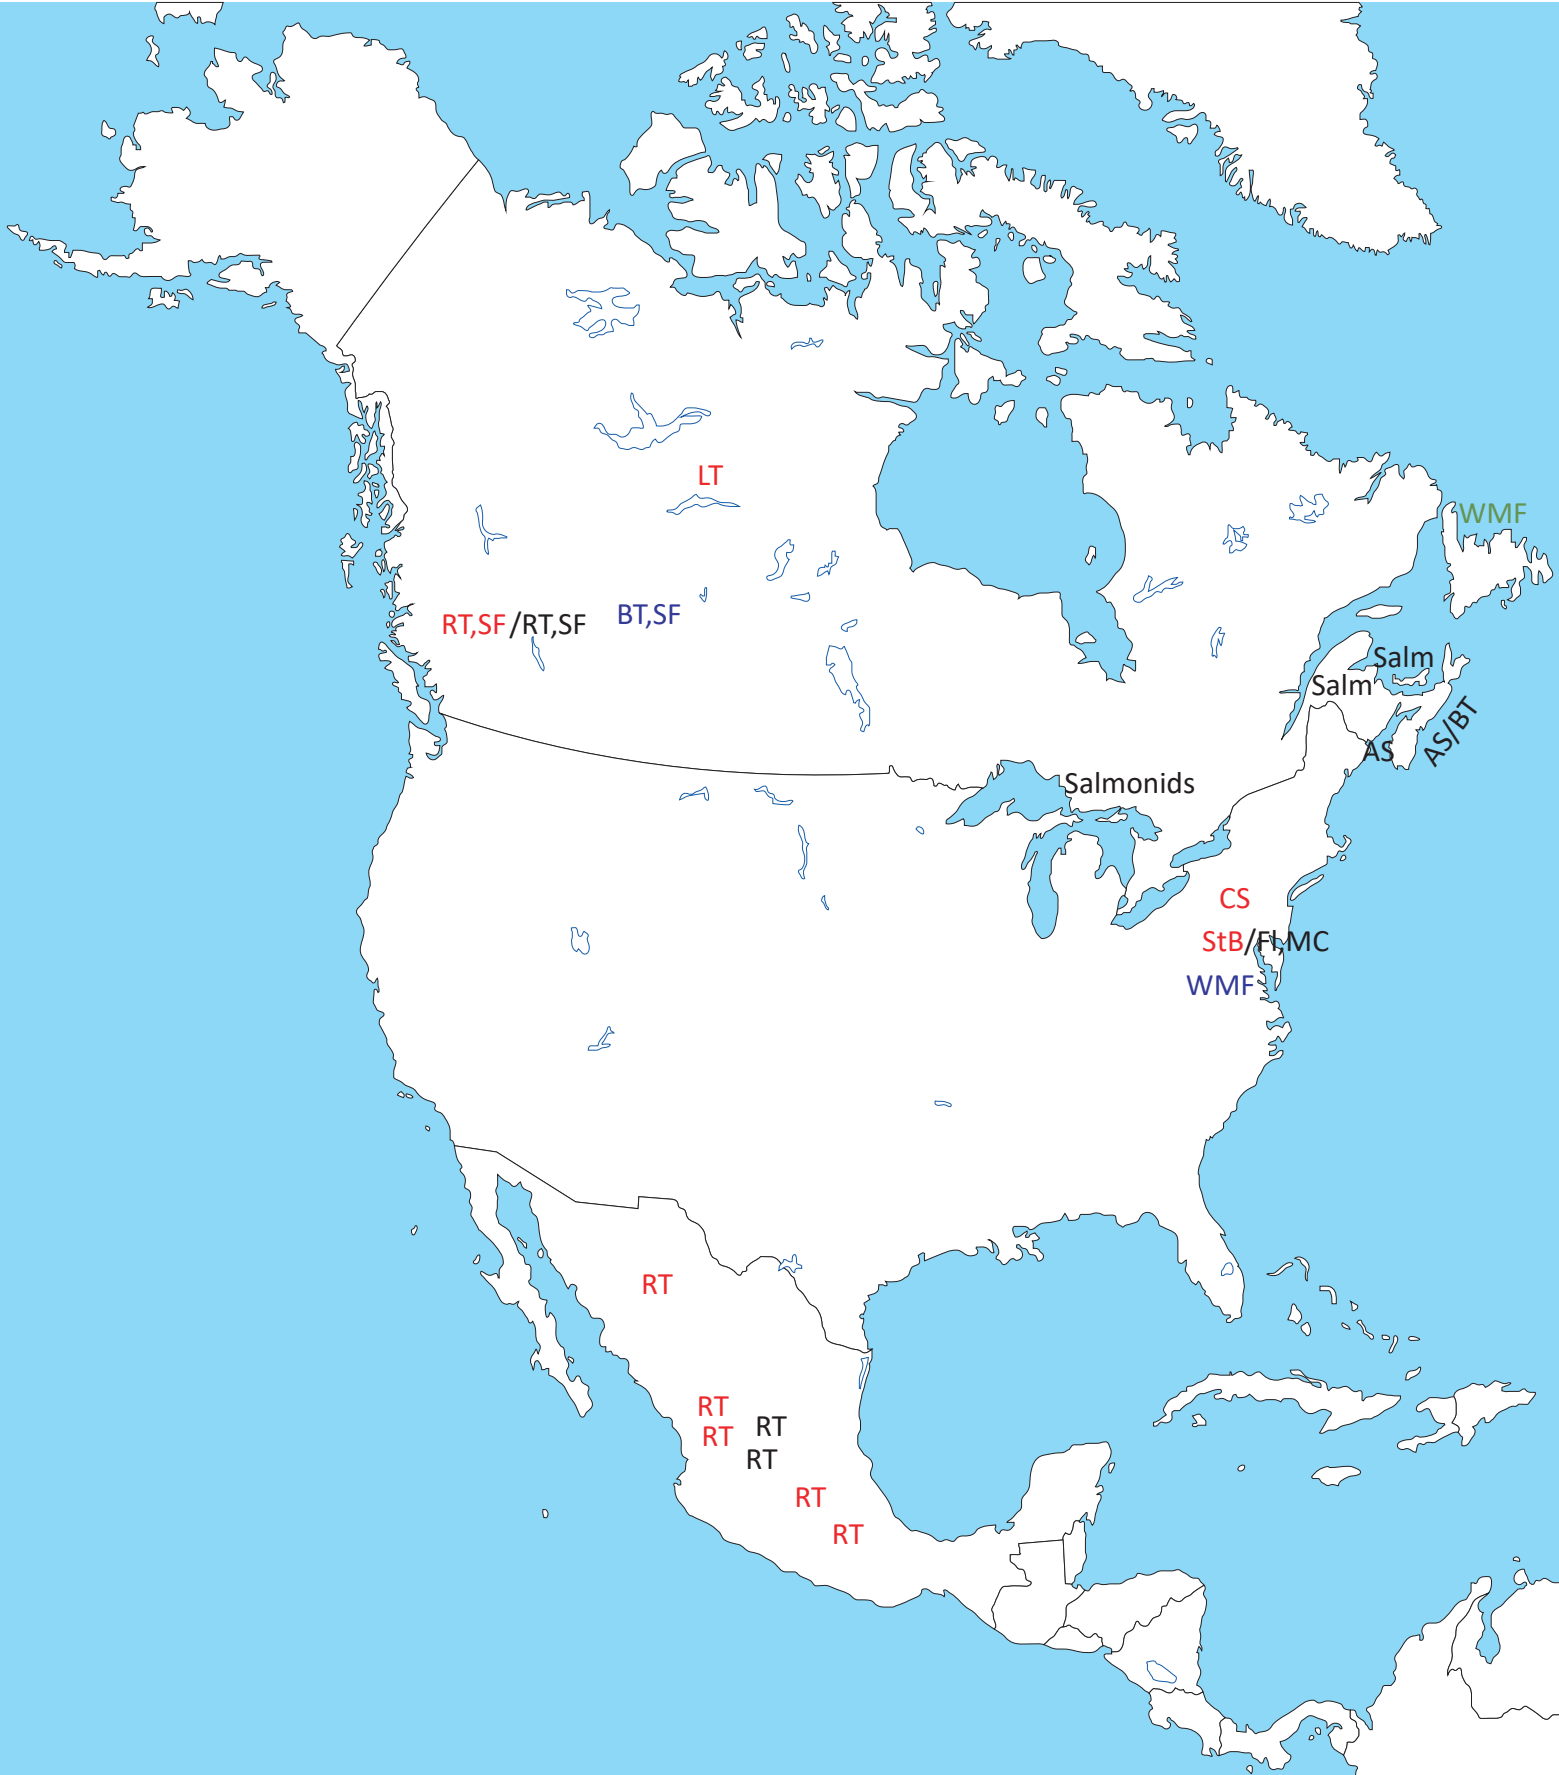 LT
WMF
BT,SF
RT,SF/RT,SF
Salm
Salm
AS/BT
AS
Salmonids
CS
StB/Fl,MC
WMF
RT
RT
RT
RT
RT
RT
RT